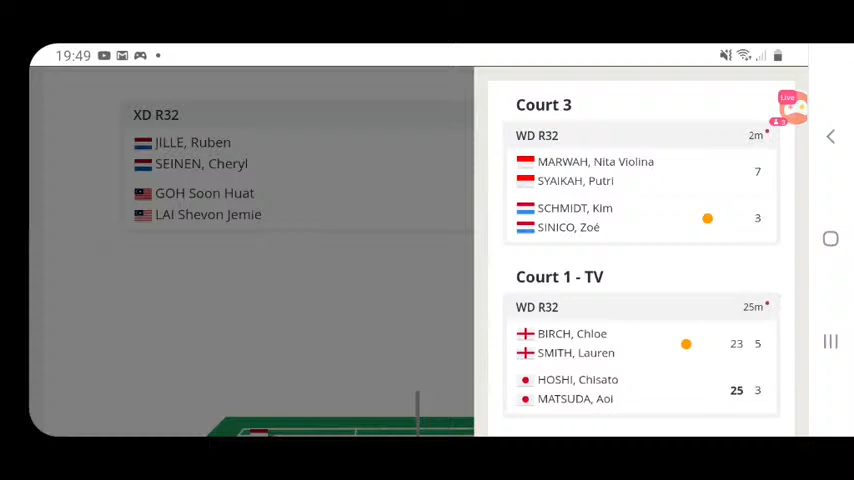 19:49
XD R32
JILLE, Ruben
SEINEN, Cheryl
GOH Soon Huat
LAI Shevon Jemie
Court 3
WD R32 2m
MARWAH, Nita Violina
SYAIKAH, Putri
7
SCHMIDT, Kim
SINICO, Zoé
3
Court 1 - TV
WD R32 25m
BIRCH, Chloe
SMITH, Lauren
23 5
HOSHI, Chisato
MATSUDA, Aoi
25 3
Live